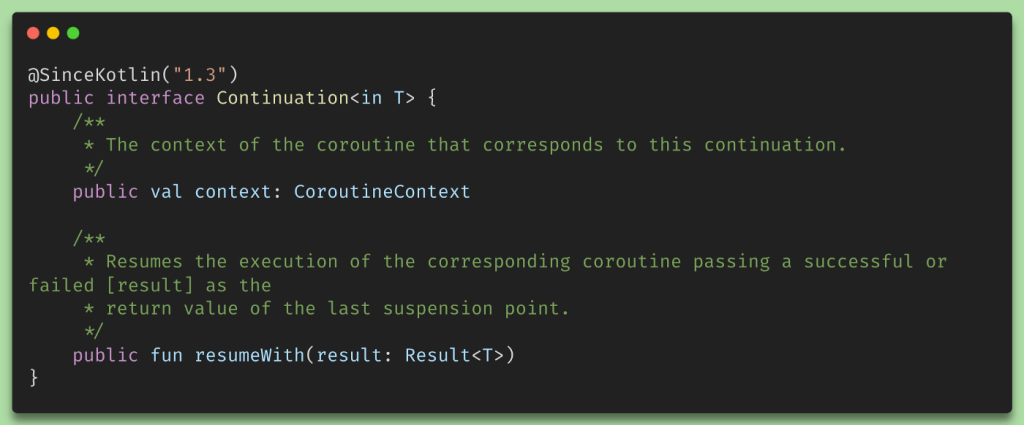 @SinceKotlin("1.3")
public interface Continuation<in T> {
    /**
     * The context of the coroutine that corresponds to this continuation.
     */
    public val context: CoroutineContext

    /**
     * Resumes the execution of the corresponding coroutine passing a successful or
failed [result] as the
     * return value of the last suspension point.
     */
    public fun resumeWith(result: Result<T>)
}